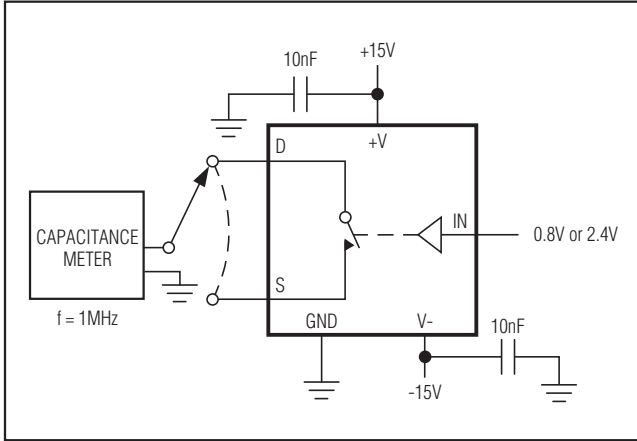 +15V
10nF
D
+V
CAPACITANCE
METER
IN
0.8V or 2.4V
S
f = 1MHz
GND
V-
10nF
-15V